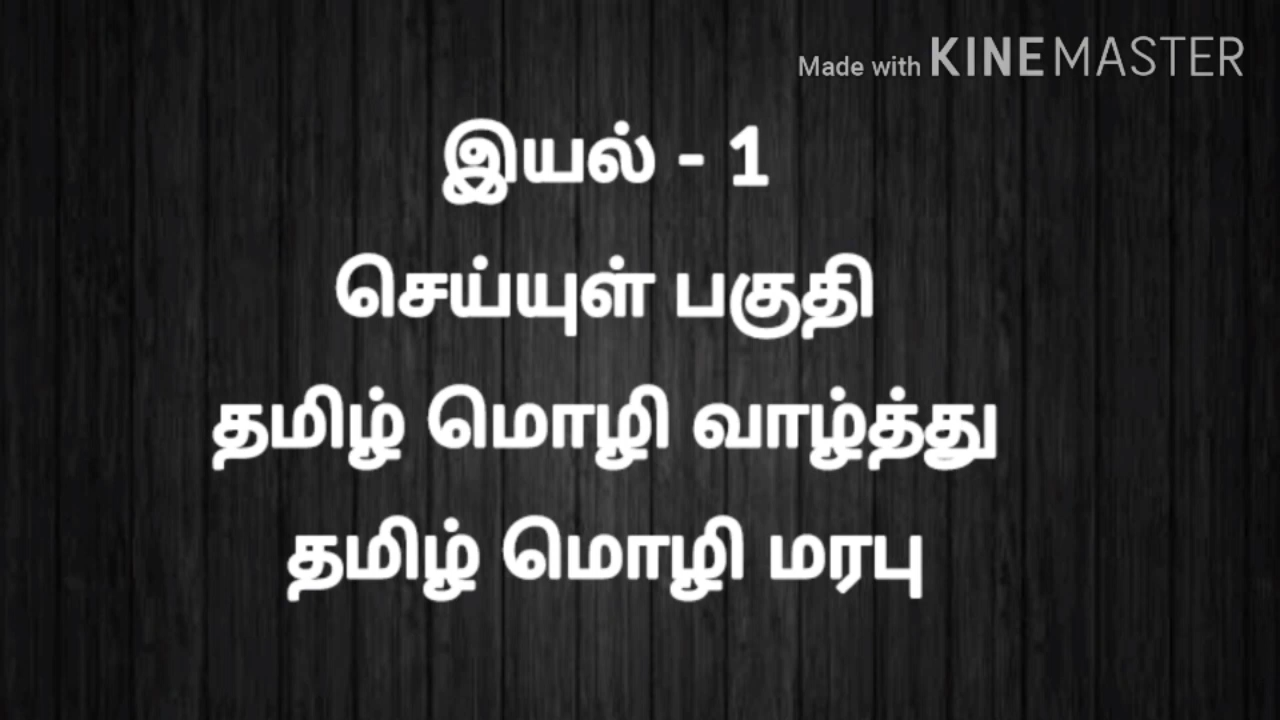 Made with KINEMASTER
இயல் - 1
செய்யுள் பகுதி
தமிழ் மொழி வாழ்த்து
தமிழ் மொழி மரபு